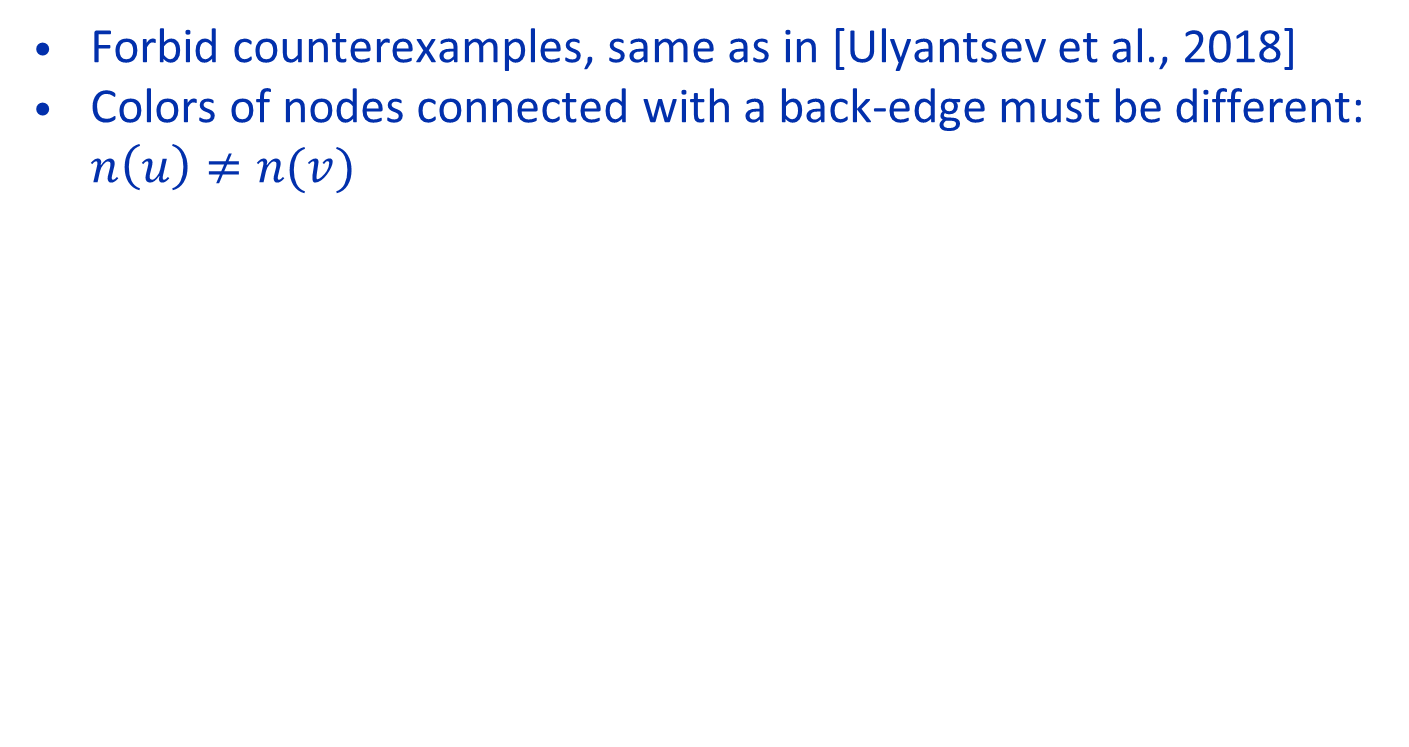 • Forbid counterexamples, same as in [Ulyantsev et al., 2018]
• Colors of nodes connected with a back-edge must be different:
n(u) ≠ n(v)